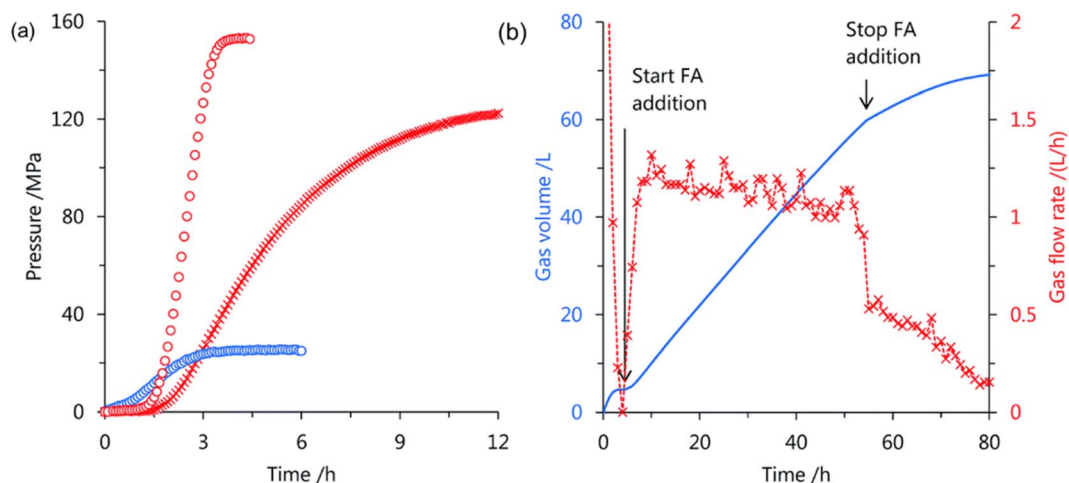 (a)
160
120
80
40
0
Pressure /MPa
0
3
6
9
12
Time /h
(b)
80
60
40
20
0
Gas volume /L
Start FA
addition
Stop FA
addition
2
1.5
1
0.5
0
Gas flow rate /(L/h)
0
20
40
60
80
Time /h